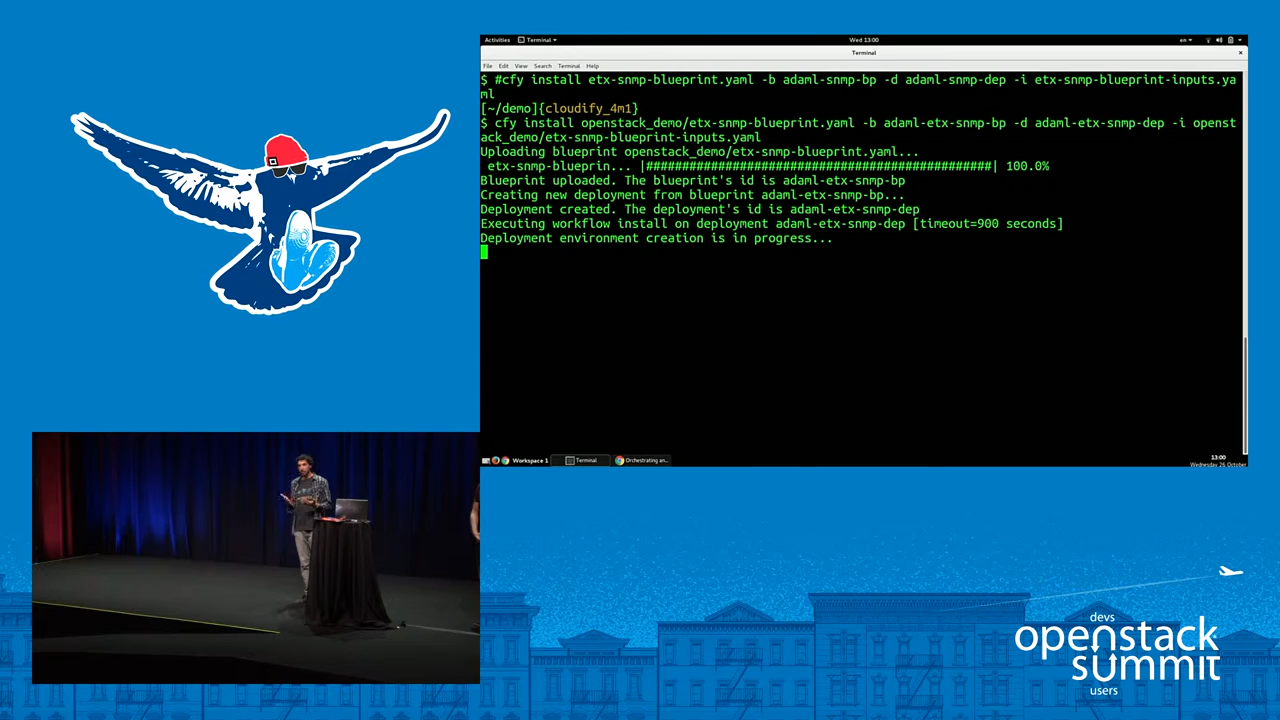 Activities Terminal Wed 13:00 en
Terminal
File Edit View Search Terminal Help
$ #cfy install etx-snmp-blueprint.yaml -b adaml-snmp-bp -d adaml-snmp-dep -i etx-snmp-blueprint-inputs.ya
ml
[~/demo]{cloudify_4m1}
$ cfy install openstack_demo/etx-snmp-blueprint.yaml -b adaml-etx-snmp-bp -d adaml-etx-snmp-dep -i openst
ack_demo/etx-snmp-blueprint-inputs.yaml
Uploading blueprint openstack_demo/etx-snmp-blueprint.yaml...
etx-snmp-blueprin... |################################################| 100.0%
Blueprint uploaded. The blueprint's id is adaml-etx-snmp-bp
Creating new deployment from blueprint adaml-etx-snmp-bp...
Deployment created. The deployment's id is adaml-etx-snmp-dep
Executing workflow install on deployment adaml-etx-snmp-dep [timeout=900 seconds]
Deployment environment creation is in progress...
Workspace 1 Terminal Orchestrating an... 13:00
Wednesday 26 October
devs
openstack
summit
users